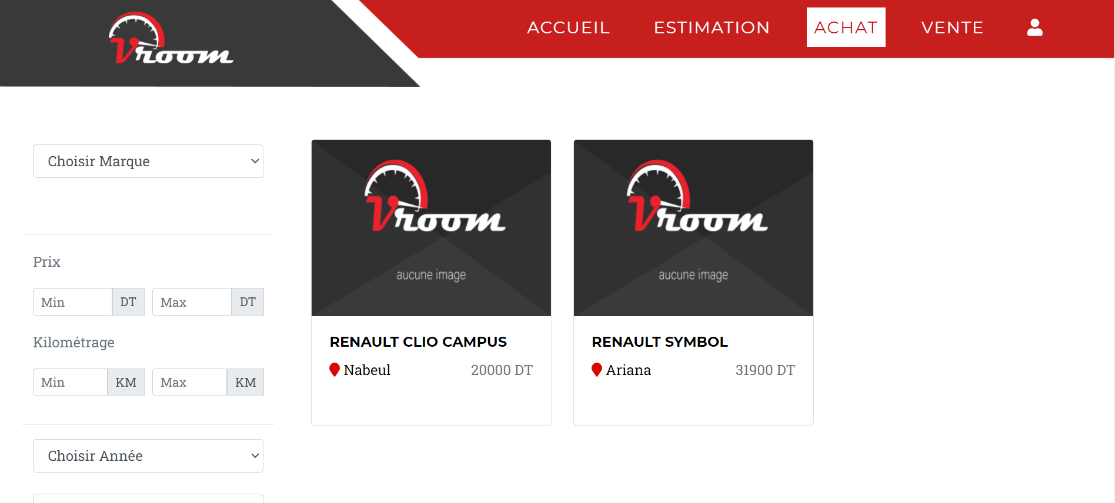 Vroom
ACCUEIL ESTIMATION ACHAT VENTE
Choisir Marque
Prix
Min DT Max DT
Kilométrage
Min KM Max KM
Choisir Année
Vroom
aucune image
RENAULT CLIO CAMPUS
Nabeul 20000 DT
Vroom
aucune image
RENAULT SYMBOL
Ariana 31900 DT